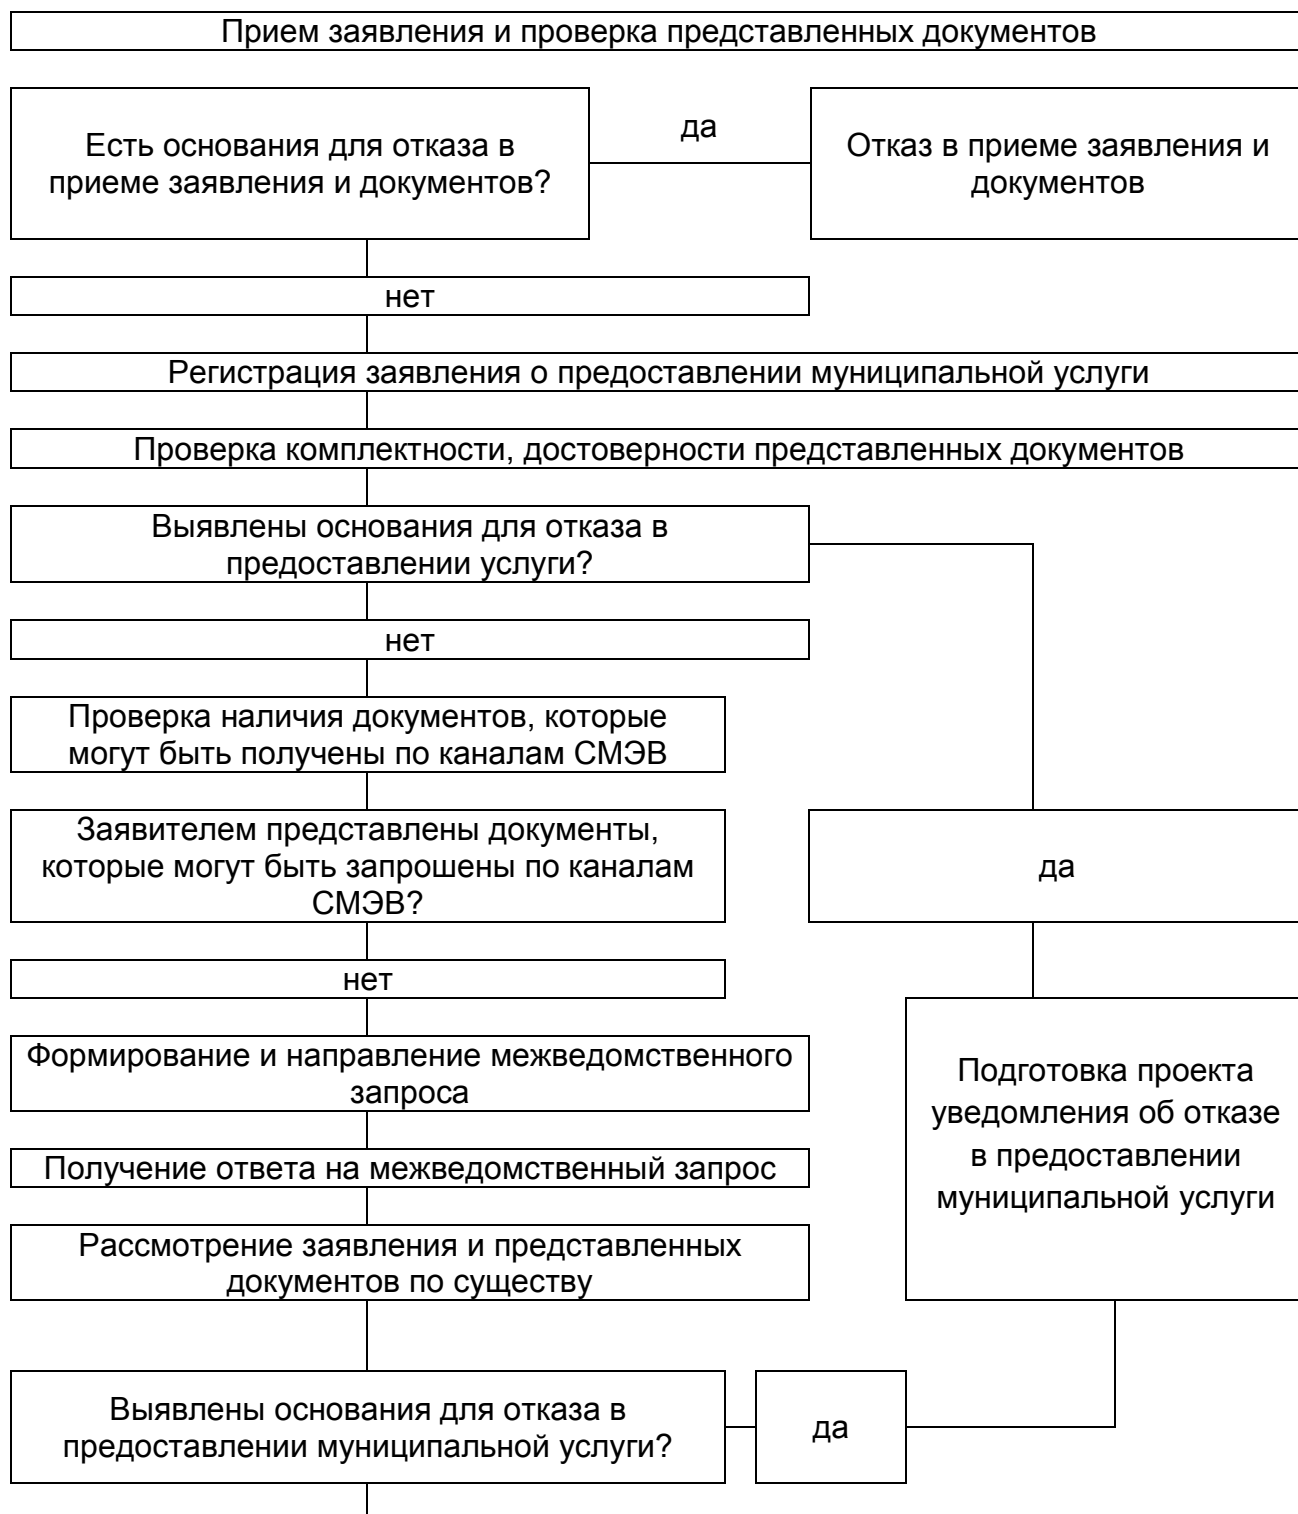 Прием заявления и проверка представленных документов
Есть основания для отказа в
приеме заявления и документов?
да
Отказ в приеме заявления и
документов
нет
Регистрация заявления о предоставлении муниципальной услуги
Проверка комплектности, достоверности представленных документов
Выявлены основания для отказа в
предоставлении услуги?
нет
Проверка наличия документов, которые
могут быть получены по каналам СМЭВ
Заявителем представлены документы,
которые могут быть запрошены по каналам
СМЭВ?
да
нет
Формирование и направление межведомственного
запроса
Подготовка проекта
уведомления об отказе
в предоставлении
муниципальной услуги
Получение ответа на межведомственный запрос
Рассмотрение заявления и представленных
документов по существу
Выявлены основания для отказа в
предоставлении муниципальной услуги?
да